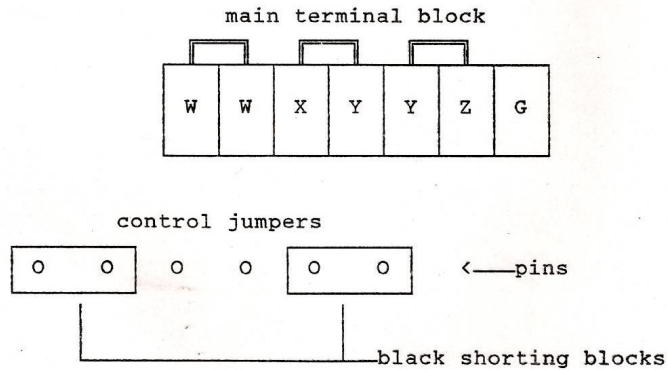 main terminal block
W W X Y Y Z G
control jumpers
O O O O O O <——pins
black shorting blocks